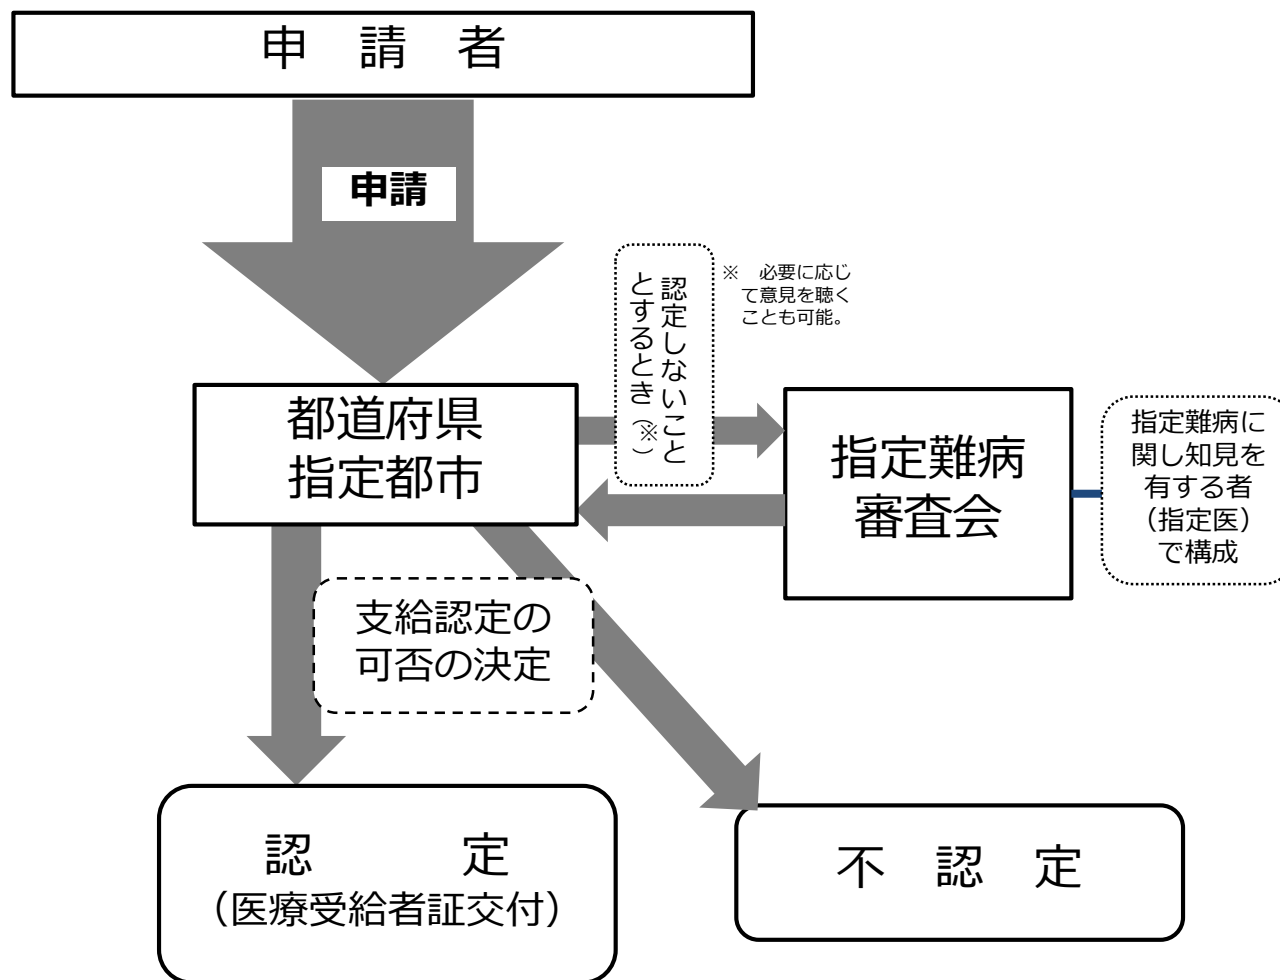 申　請　者
申請
認定しないこと
とするとき（※）
※　必要に応じ
て意見を聴く
ことも可能。
都道府県
指定都市
指定難病
審査会
指定難病に
関し知見を
有する者
（指定医）
で構成
支給認定の
可否の決定
認　　　定
（医療受給者証交付）
不　認　定